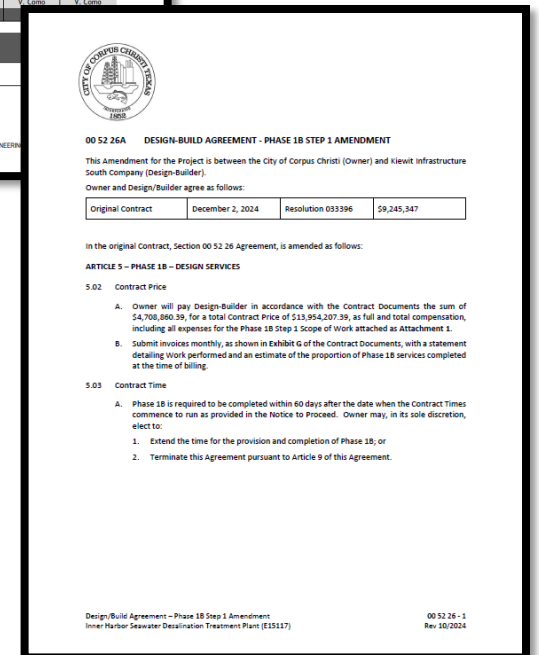 V. Como V. Como
NEERIN
CITY OF CORPUS CHRISTI TEXAS
1852
00 52 26A DESIGN-BUILD AGREEMENT - PHASE 1B STEP 1 AMENDMENT
This Amendment for the Project is between the City of Corpus Christi (Owner) and Kiewit Infrastructure
South Company (Design-Builder).
Owner and Design/Builder agree as follows:
Original Contract December 2, 2024 Resolution 033396 $9,245,347
In the original Contract, Section 00 52 26 Agreement, is amended as follows:
ARTICLE 5 – PHASE 1B – DESIGN SERVICES
5.02 Contract Price
A. Owner will pay Design-Builder in accordance with the Contract Documents the sum of
$4,708,860.39, for a total Contract Price of $13,954,207.39, as full and total compensation,
including all expenses for the Phase 1B Step 1 Scope of Work attached as Attachment 1.
B. Submit invoices monthly, as shown in Exhibit G of the Contract Documents, with a statement
detailing Work performed and an estimate of the proportion of Phase 1B services completed
at the time of billing.
5.03 Contract Time
A. Phase 1B is required to be completed within 60 days after the date when the Contract Times
commence to run as provided in the Notice to Proceed. Owner may, in its sole discretion,
elect to:
1. Extend the time for the provision and completion of Phase 1B; or
2. Terminate this Agreement pursuant to Article 9 of this Agreement.
Design/Build Agreement – Phase 1B Step 1 Amendment 00 52 26 - 1
Inner Harbor Seawater Desalination Treatment Plant (E15117) Rev 10/2024